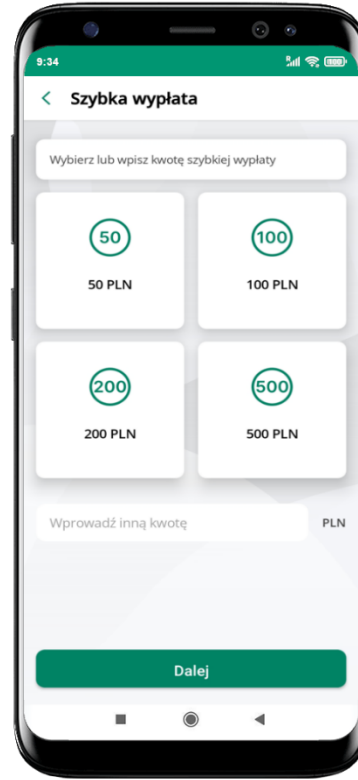 9:34
Szybka wypłata
Wybierz lub wpisz kwotę szybkiej wypłaty
50
100
50 PLN
100 PLN
200
500
200 PLN
500 PLN
Wprowadź inną kwotę
PLN
Dalej